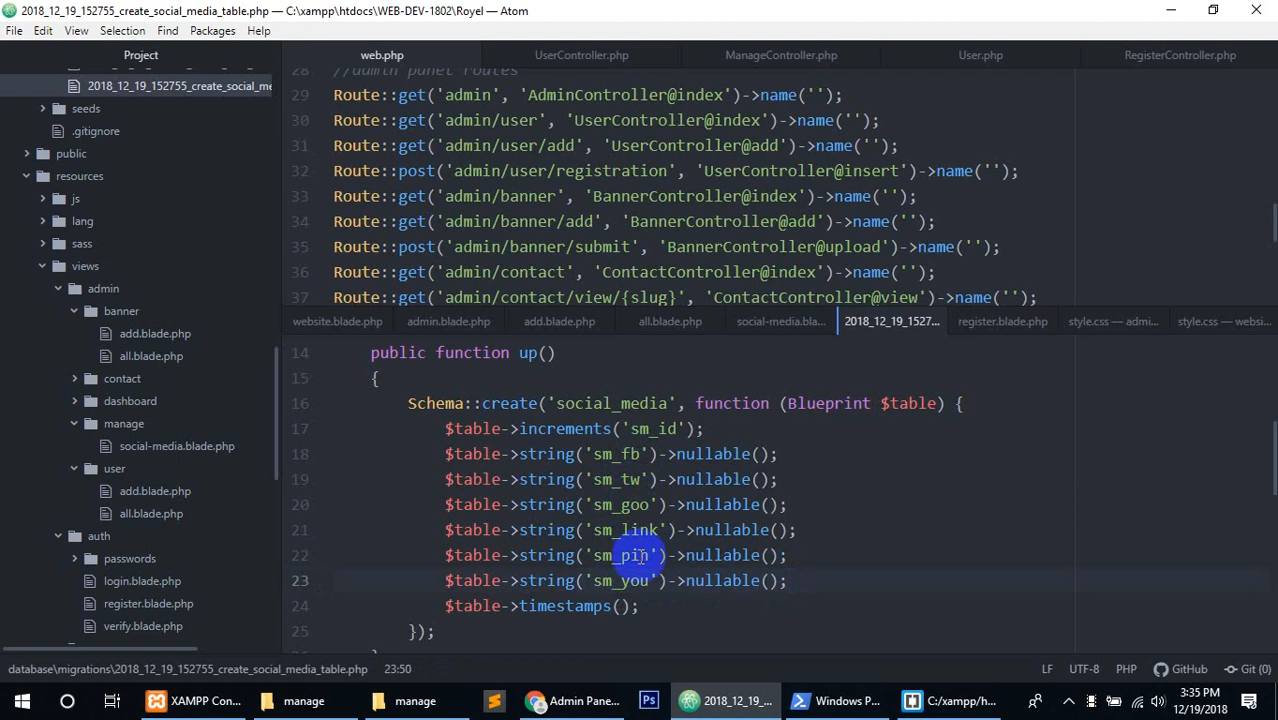 2018_12_19_152755_create_social_media_table.php — C:\xampp\htdocs\WEB-DEV-1802\Royel — Atom
File Edit View Selection Find Packages Help
Project
2018_12_19_152755_create_social_me
seeds
.gitignore
public
resources
js
lang
sass
views
admin
banner
add.blade.php
all.blade.php
contact
dashboard
manage
social-media.blade.php
user
add.blade.php
all.blade.php
auth
passwords
login.blade.php
register.blade.php
verify.blade.php
web.php UserController.php ManageController.php User.php RegisterController.php
28 //admin panel routes
29 Route::get('admin', 'AdminController@index')->name('');
30 Route::get('admin/user', 'UserController@index')->name('');
31 Route::get('admin/user/add', 'UserController@add')->name('');
32 Route::post('admin/user/registration', 'UserController@insert')->name('');
33 Route::get('admin/banner', 'BannerController@index')->name('');
34 Route::get('admin/banner/add', 'BannerController@add')->name('');
35 Route::post('admin/banner/submit', 'BannerController@upload')->name('');
36 Route::get('admin/contact', 'ContactController@index')->name('');
37 Route::get('admin/contact/view/{slug}', 'ContactController@view')->name('');
website.blade.php admin.blade.php add.blade.php all.blade.php social-media.bla... 2018_12_19_1527... register.blade.php style.css — admi... style.css — websi...
14 public function up()
15 {
16 Schema::create('social_media', function (Blueprint $table) {
17 $table->increments('sm_id');
18 $table->string('sm_fb')->nullable();
19 $table->string('sm_tw')->nullable();
20 $table->string('sm_goo')->nullable();
21 $table->string('sm_link')->nullable();
22 $table->string('sm_pin')->nullable();
23 $table->string('sm_you')->nullable();
24 $table->timestamps();
25 });
database\migrations\2018_12_19_152755_create_social_media_table.php 23:50 LF UTF-8 PHP GitHub Git (0)
XAMPP Con... manage manage Admin Pane... Ps 2018_12_19_... Windows P... C:/xampp/h... 3:35 PM
12/19/2018